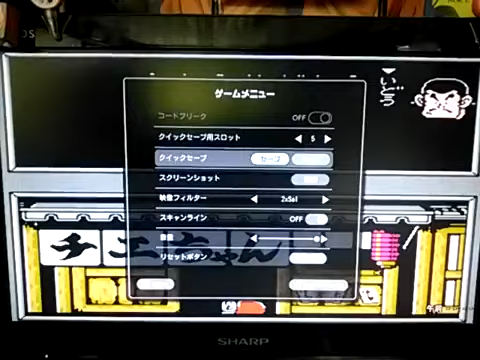 ゲームメニュー
コードフリーク OFF
クイックセーブ用スロット 5
クイックセーブ セーブ
スクリーンショット
映像フィルター 2xSaI
スキャンライン OFF
音量
リセットボタン
いどう
チエちゃん
SHARP